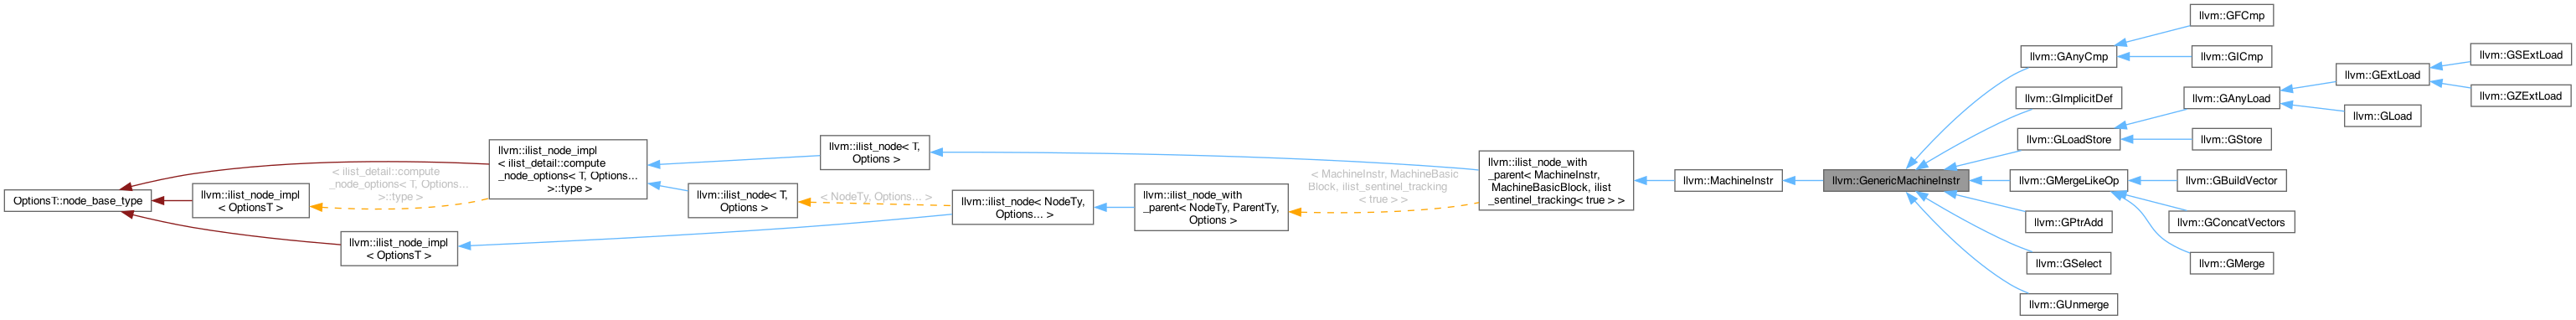 OptionsT::node_base_type
llvm::ilist_node_impl
< OptionsT >
< ilist_detail::compute
_node_options< T, Options...
>::type >
llvm::ilist_node_impl
< OptionsT >
llvm::ilist_node_impl
< ilist_detail::compute
_node_options< T, Options...
>::type >
llvm::ilist_node< T,
Options >
llvm::ilist_node< T,
Options >
< NodeTy, Options... >
llvm::ilist_node< NodeTy,
Options... >
llvm::ilist_node_with
_parent< NodeTy, ParentTy,
Options >
< MachineInstr, MachineBasic
Block, ilist_sentinel_tracking
< true > >
llvm::ilist_node_with
_parent< MachineInstr,
MachineBasicBlock, ilist
_sentinel_tracking< true > >
llvm::MachineInstr
llvm::GenericMachineInstr
llvm::GAnyCmp
llvm::GImplicitDef
llvm::GLoadStore
llvm::GMergeLikeOp
llvm::GPtrAdd
llvm::GSelect
llvm::GUnmerge
llvm::GFCmp
llvm::GICmp
llvm::GAnyLoad
llvm::GStore
llvm::GBuildVector
llvm::GConcatVectors
llvm::GMerge
llvm::GExtLoad
llvm::GLoad
llvm::GSExtLoad
llvm::GZExtLoad